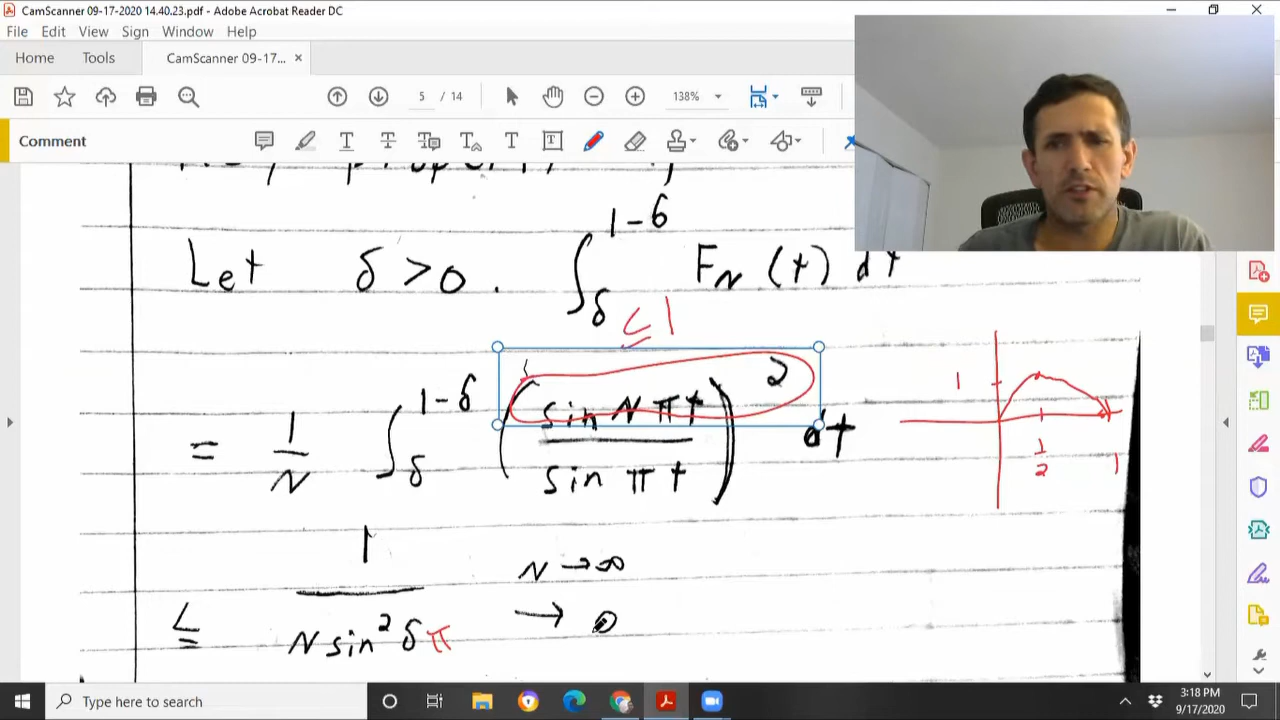 CamScanner 09-17-2020 14.40.23.pdf - Adobe Acrobat Reader DC
File Edit View Sign Window Help
Home Tools CamScanner 09-17... ×
5 / 14 138%
Comment
Let δ > 0 . ∫_δ^{1-δ} F_N (t) dt
≤ 1
= 1/N ∫_δ^{1-δ} ( sin Nπt / sin πt )^2 dt
1
1/2 1
≤ 1 / N sin^2 δπ → 0 N → ∞
Type here to search
3:18 PM
9/17/2020